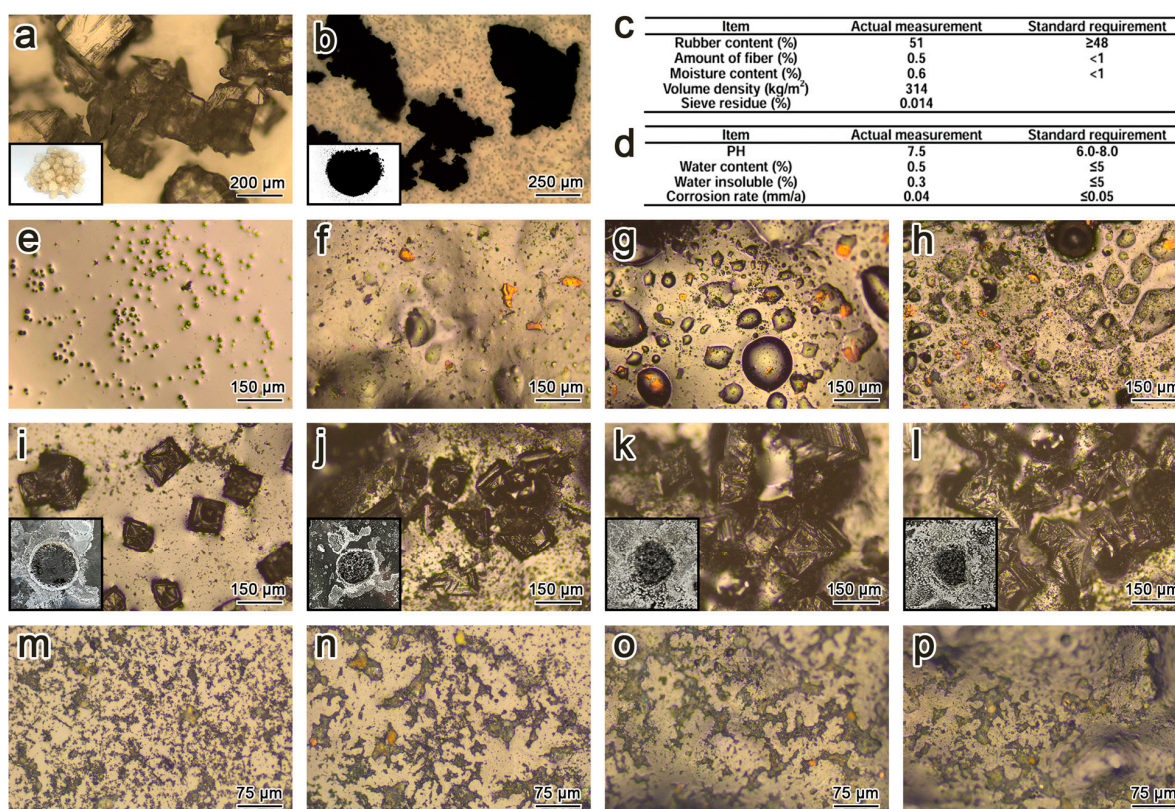 a
200 μm
b
250 μm
c
Item Actual measurement Standard requirement
Rubber content (%) 51 ≥48
Amount of fiber (%) 0.5 <1
Moisture content (%) 0.6 <1
Volume density (kg/m²) 314
Sieve residue (%) 0.014
d
Item Actual measurement Standard requirement
PH 7.5 6.0-8.0
Water content (%) 0.5 ≤5
Water insoluble (%) 0.3 ≤5
Corrosion rate (mm/a) 0.04 ≤0.05
e
150 μm
f
150 μm
g
150 μm
h
150 μm
i
150 μm
j
150 μm
k
150 μm
l
150 μm
m
75 μm
n
75 μm
o
75 μm
p
75 μm